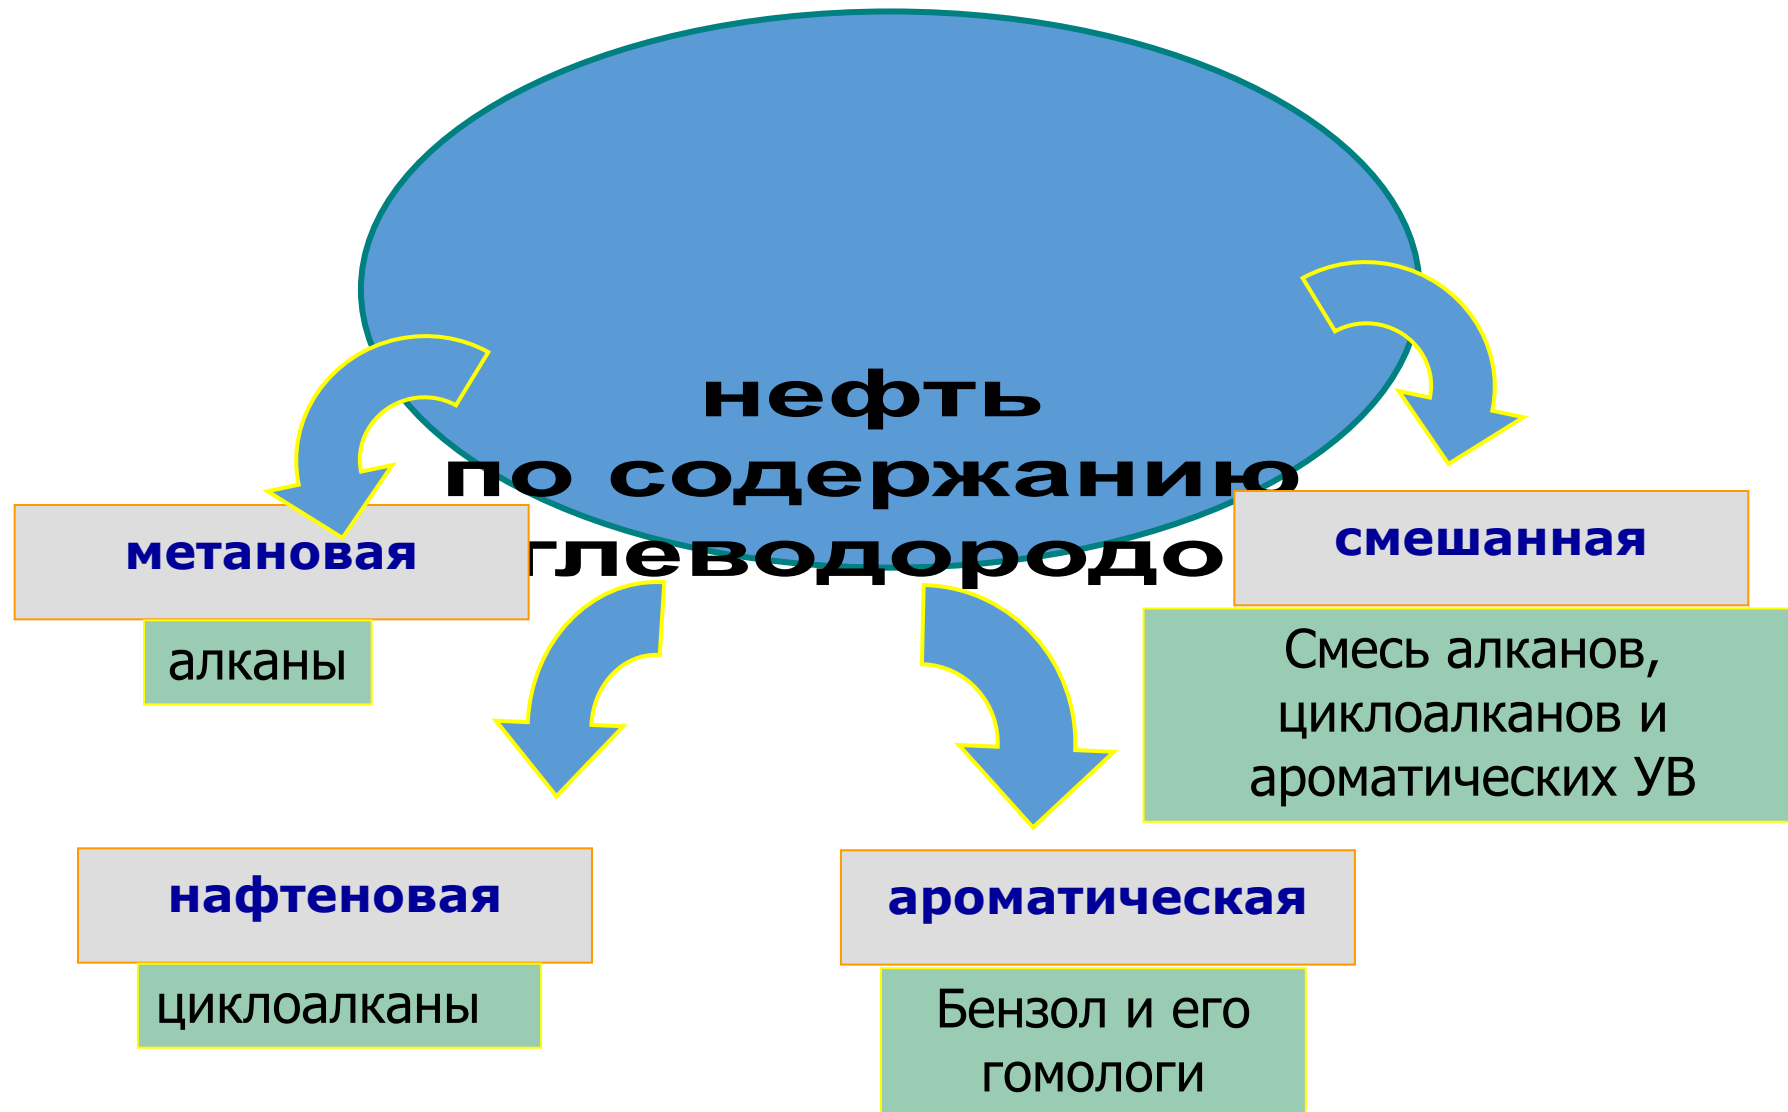 нефть
по содержанию
глеводородо
метановая
алканы
смешанная
Смесь алканов,
циклоалканов и
ароматических УВ
нафтеновая
циклоалканы
ароматическая
Бензол и его
гомологи